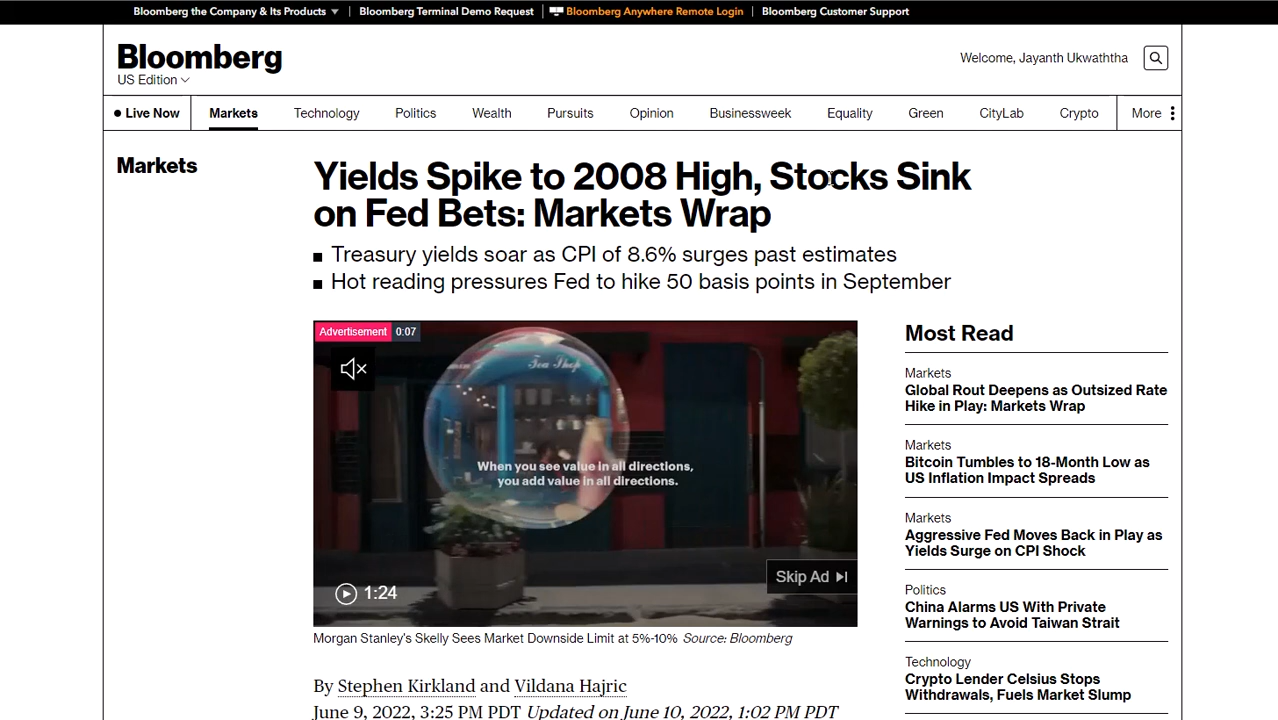 Bloomberg the Company & Its Products
Bloomberg Terminal Demo Request
Bloomberg Anywhere Remote Login
Bloomberg Customer Support
Bloomberg
US Edition
Welcome, Jayanth Ukwaththa
Live Now
Markets
Technology
Politics
Wealth
Pursuits
Opinion
Businessweek
Equality
Green
CityLab
Crypto
More
Markets
Yields Spike to 2008 High, Stocks Sink
on Fed Bets: Markets Wrap
Treasury yields soar as CPI of 8.6% surges past estimates
Hot reading pressures Fed to hike 50 basis points in September
Advertisement 0:07
Tea Shop
When you see value in all directions,
you add value in all directions.
Skip Ad
1:24
Morgan Stanley's Skelly Sees Market Downside Limit at 5%-10% Source: Bloomberg
By Stephen Kirkland and Vildana Hajric
June 9, 2022, 3:25 PM PDT Updated on June 10, 2022, 1:02 PM PDT
Most Read
Markets
Global Rout Deepens as Outsized Rate
Hike in Play: Markets Wrap
Markets
Bitcoin Tumbles to 18-Month Low as
US Inflation Impact Spreads
Markets
Aggressive Fed Moves Back in Play as
Yields Surge on CPI Shock
Politics
China Alarms US With Private
Warnings to Avoid Taiwan Strait
Technology
Crypto Lender Celsius Stops
Withdrawals, Fuels Market Slump